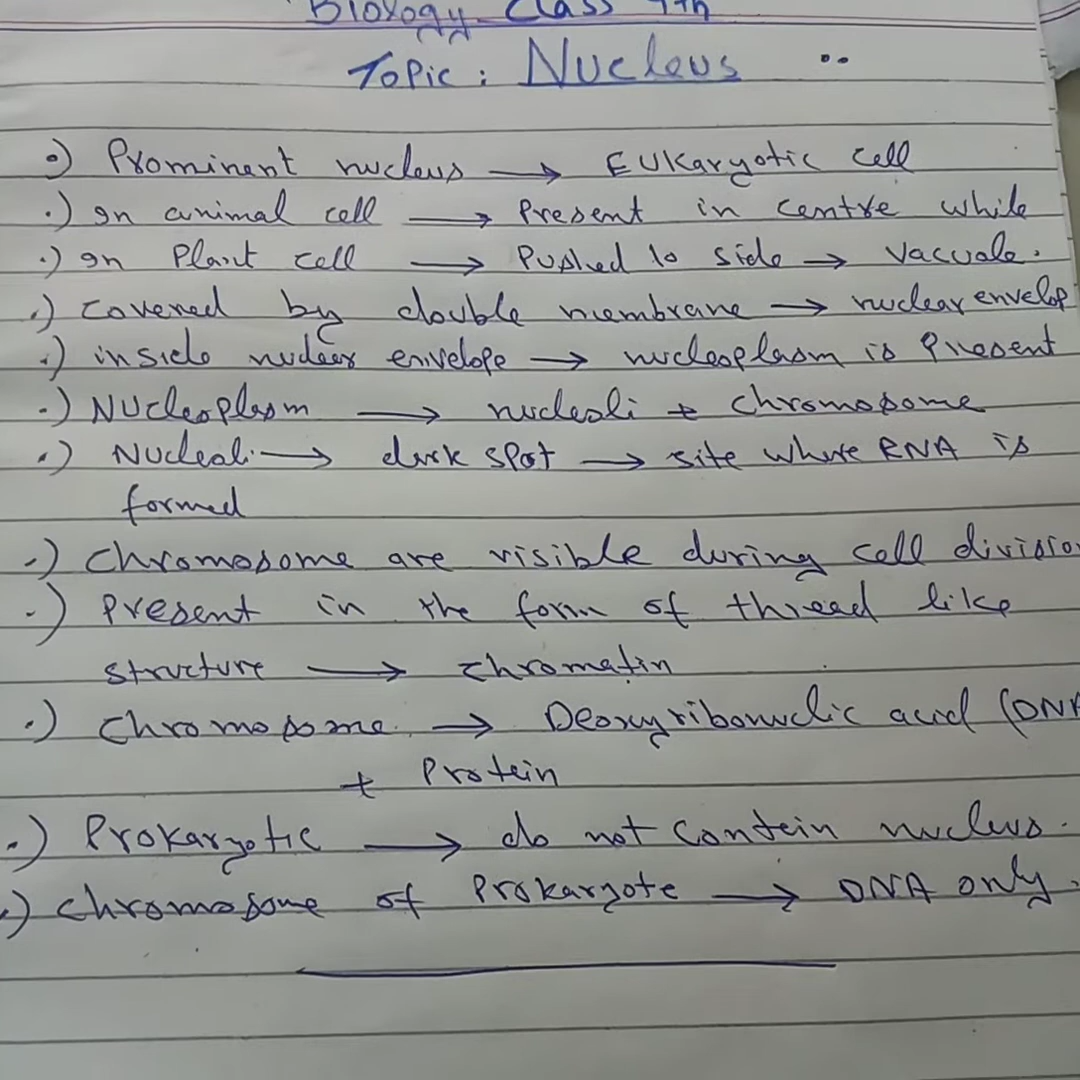 Biology Class 9th
Topic: Nucleus
•) Prominent nucleus → Eukaryotic cell
•) In animal cell → Present in centre while
•) In Plant cell → Pushed to side → Vacuole.
•) Covered by double membrane → nuclear envelop
•) inside nuclear envelope → nucleoplasm is Present
•) Nucleoplasm → nucleoli + Chromosome
•) Nucleoli → dark spot → site where RNA is
formed
•) Chromosome are visible during cell division
•) Present in the form of thread like
structure → Chromatin
•) Chromosome → Deoxyribonuclic acid (DNA
+ Protein
•) Prokaryotic → do not Contain nucleus.
•) Chromosome of Prokaryote → DNA only.